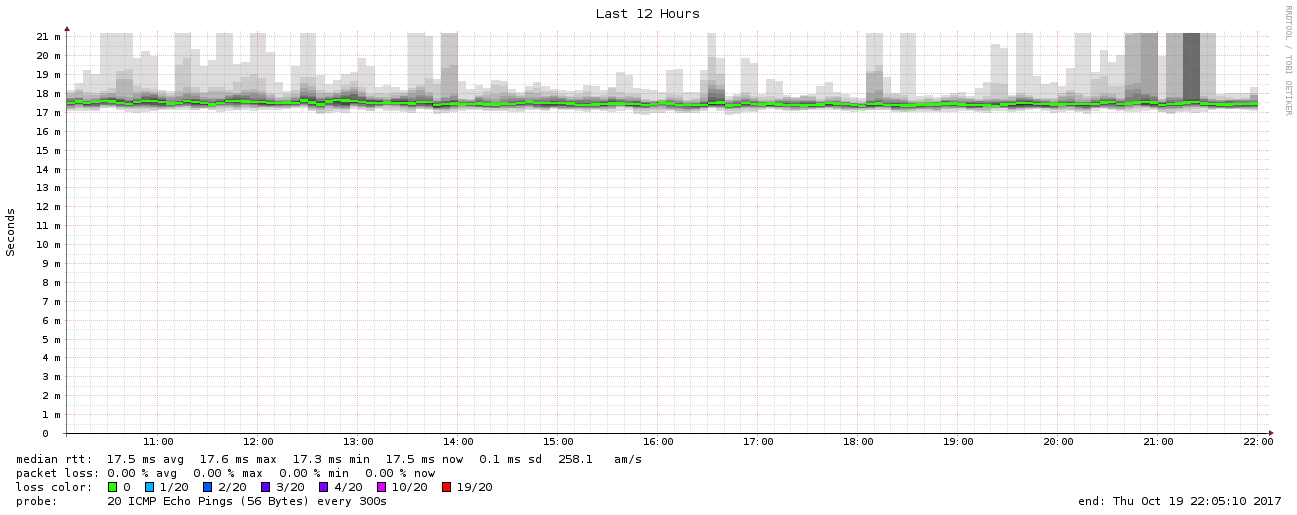 Last 12 Hours
RRDTOOL / TOBI OETIKER
Seconds
21 m
20 m
19 m
18 m
17 m
16 m
15 m
14 m
13 m
12 m
11 m
10 m
9 m
8 m
7 m
6 m
5 m
4 m
3 m
2 m
1 m
0
11:00 12:00 13:00 14:00 15:00 16:00 17:00 18:00 19:00 20:00 21:00 22:00
median rtt: 17.5 ms avg 17.6 ms max 17.3 ms min 17.5 ms now 0.1 ms sd 258.1 am/s
packet loss: 0.00 % avg 0.00 % max 0.00 % min 0.00 % now
loss color: 0 1/20 2/20 3/20 4/20 10/20 19/20
probe: 20 ICMP Echo Pings (56 Bytes) every 300s end: Thu Oct 19 22:05:10 2017